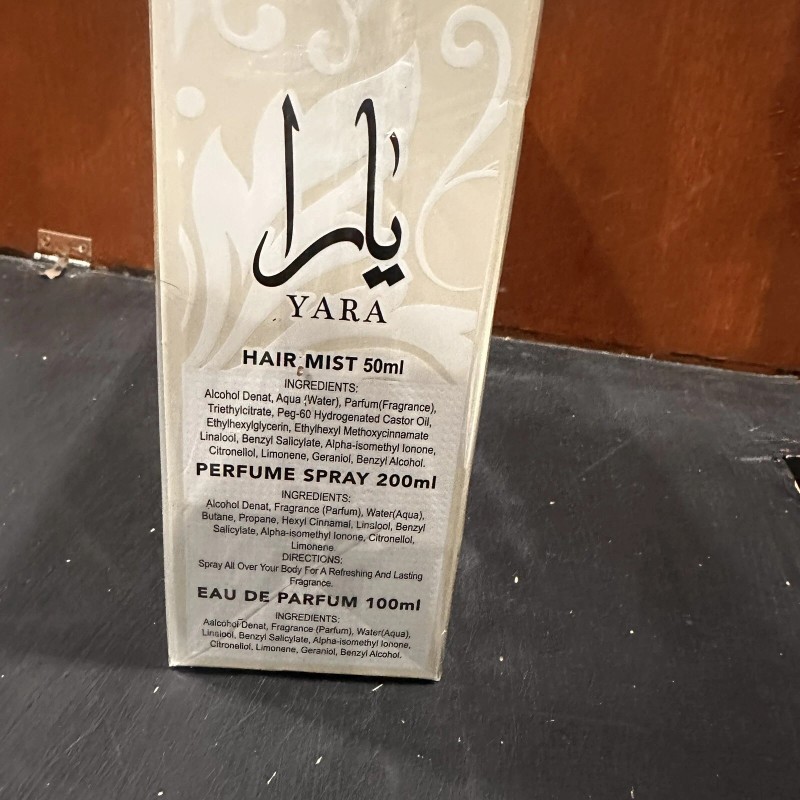 يارا
YARA
HAIR MIST 50ml
INGREDIENTS:
Alcohol Denat, Aqua (Water), Parfum(Fragrance),
Triethylcitrate, Peg-60 Hydrogenated Castor Oil,
Ethylhexylglycerin, Ethylhexyl Methoxycinnamate
Linalool, Benzyl Salicylate, Alpha-isomethyl Ionone,
Citronellol, Limonene, Geraniol, Benzyl Alcohol.
PERFUME SPRAY 200ml
INGREDIENTS:
Alcohol Denat, Fragrance (Parfum), Water(Aqua),
Butane, Propane, Hexyl Cinnamal, Linalool, Benzyl
Salicylate, Alpha-isomethyl Ionone, Citronellol,
Limonene.
DIRECTIONS:
Spray All Over Your Body For A Refreshing And Lasting
Fragrance.
EAU DE PARFUM 100ml
INGREDIENTS:
Aalcohol Denat, Fragrance (Parfum), Water(Aqua),
Linalool, Benzyl Salicylate, Alpha-isomethyl Ionone,
Citronellol, Limonene, Geraniol, Benzyl Alcohol.